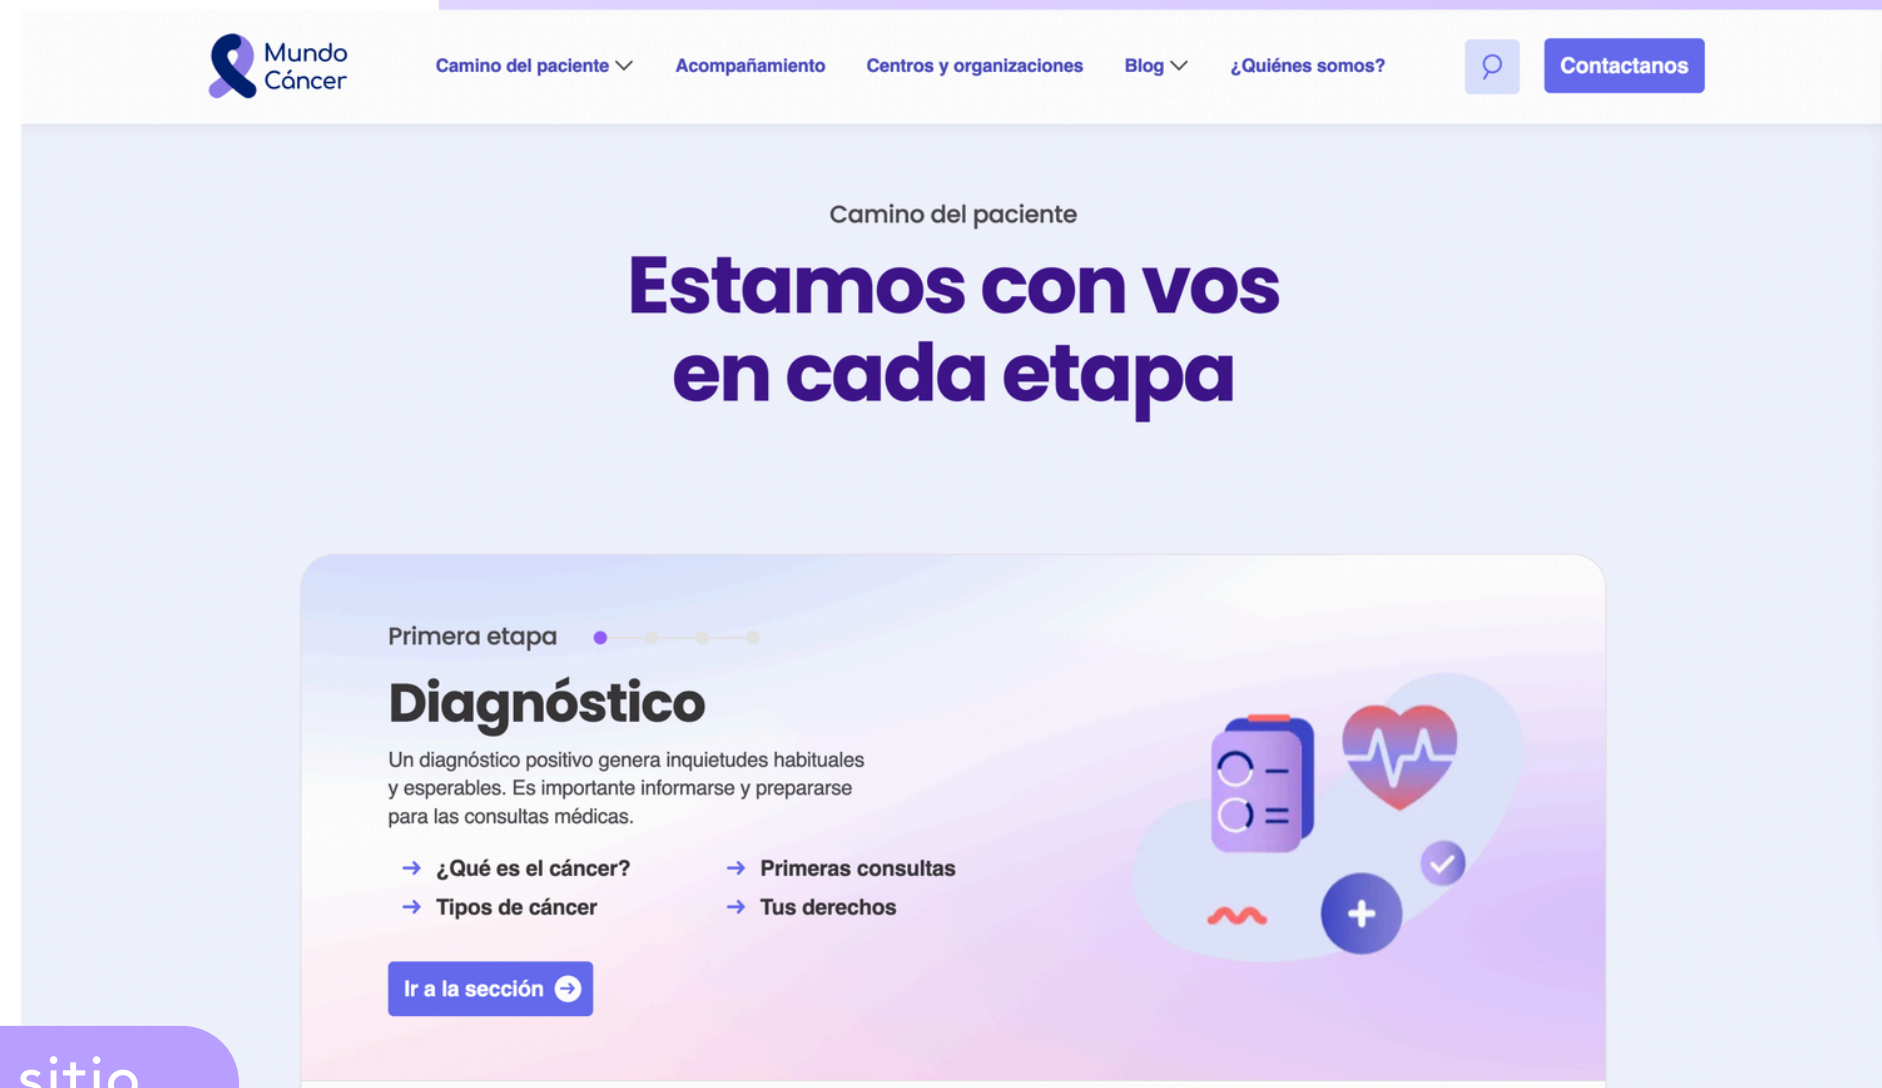 Mundo
Cáncer
Camino del paciente
Acompañamiento
Centros y organizaciones
Blog
¿Quiénes somos?
Contactanos
Camino del paciente
Estamos con vos
en cada etapa
Primera etapa
Diagnóstico
Un diagnóstico positivo genera inquietudes habituales
y esperables. Es importante informarse y prepararse
para las consultas médicas.
¿Qué es el cáncer?
Primeras consultas
Tipos de cáncer
Tus derechos
Ir a la sección
sitio